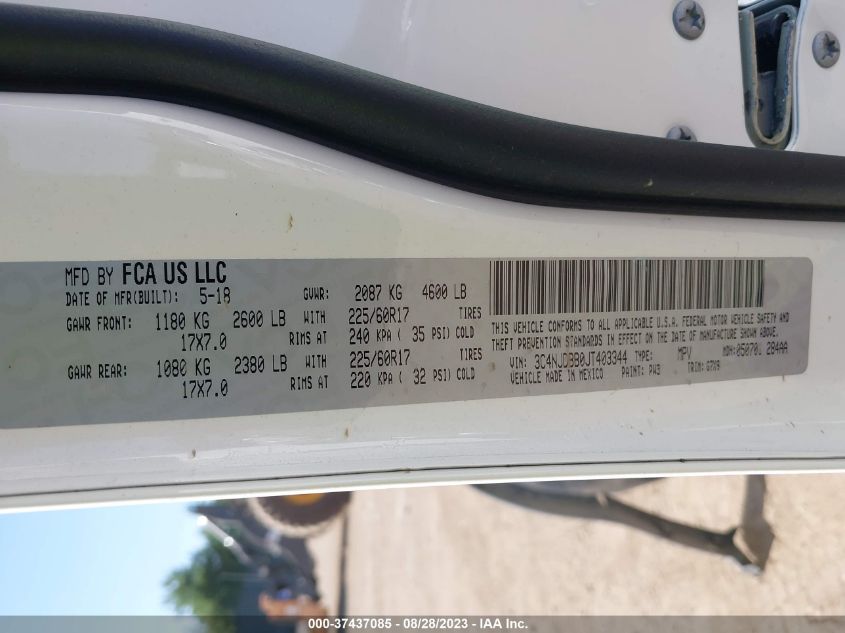 MFD BY FCA US LLC
DATE OF MFR(BUILT): 5-18 GVWR: 2087 KG 4600 LB
GAWR FRONT: 1180 KG 2600 LB WITH 225/60R17 TIRES
17X7.0 RIMS AT 240 KPA ( 35 PSI) COLD
GAWR REAR: 1080 KG 2380 LB WITH 225/60R17 TIRES
17X7.0 RIMS AT 220 KPA ( 32 PSI) COLD
THIS VEHICLE CONFORMS TO ALL APPLICABLE U.S.A. FEDERAL MOTOR VEHICLE SAFETY AND
THEFT PREVENTION STANDARDS IN EFFECT ON THE DATE OF MANUFACTURE SHOWN ABOVE.
VIN: 3C4NJDBB0JT403344 TYPE: MPV MDH: 284AA
VEHICLE MADE IN MEXICO PAINT: PW3 TRIM:
000-37437085 / 08/28/2023 - IAA Inc.